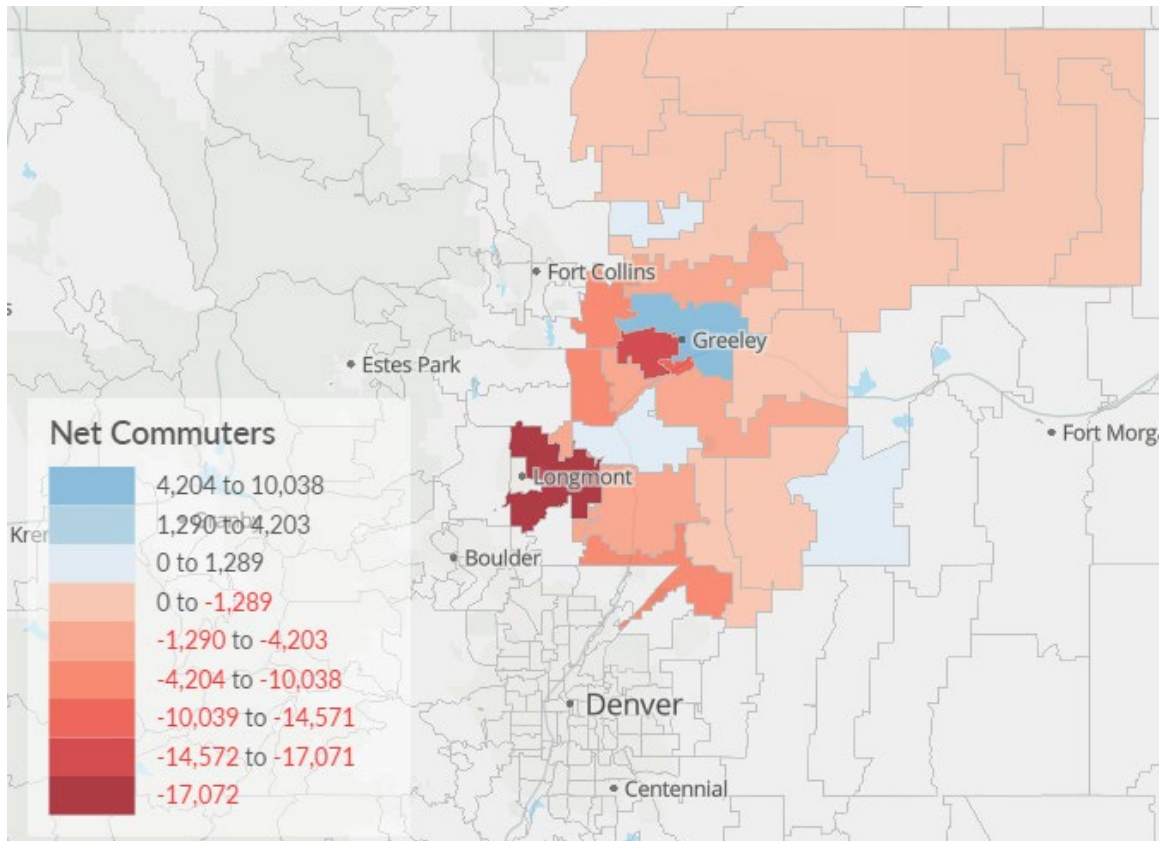 Fort Collins
Greeley
Estes Park
Net Commuters
Fort Morga
4,204 to 10,038
Longmont
1,290 to 4,203
Kre
0 to 1,289
Boulder
0 to -1,289
-1,290 to -4,203
-4,204 to -10,038
Denver
-10,039 to -14,571
-14,572 to -17,071
Centennial
-17,072